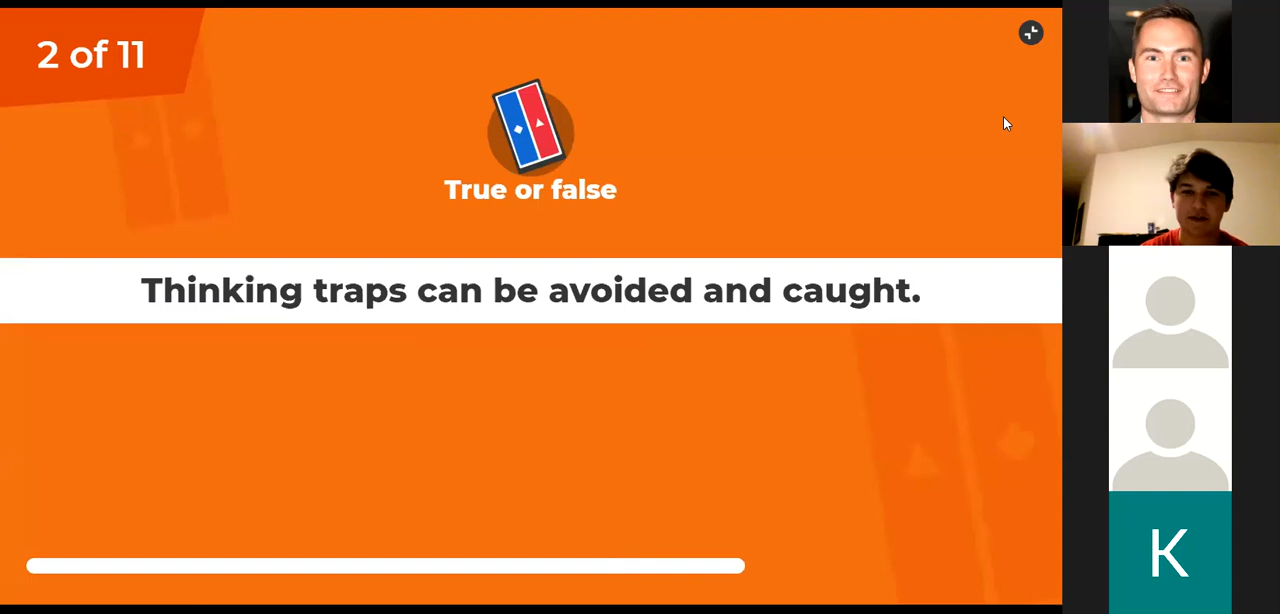 2 of 11
True or false
Thinking traps can be avoided and caught.
K